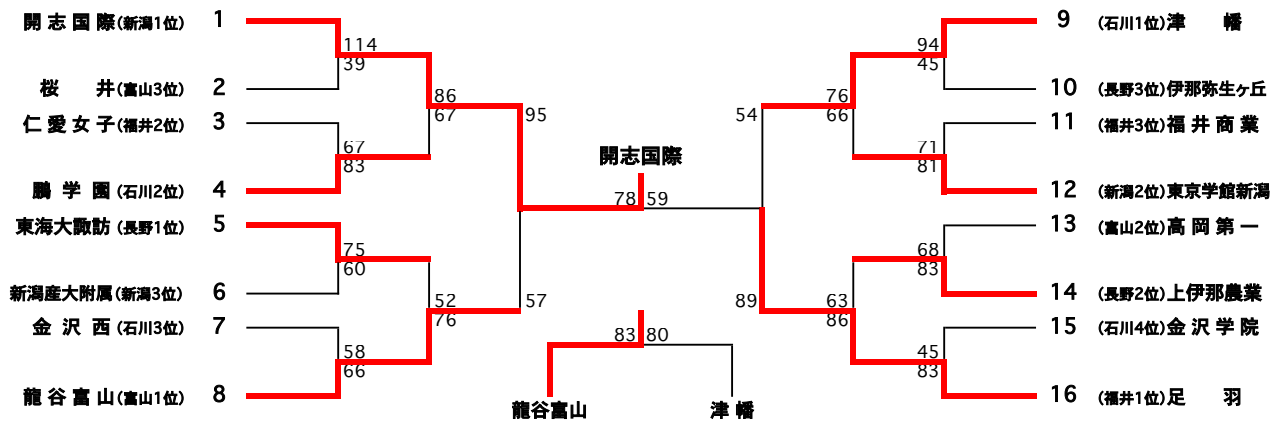 開志国際(新潟1位) 1
桜 井(富山3位) 2
仁愛女子(福井2位) 3
鵬学園(石川2位) 4
東海大諏訪(長野1位) 5
新潟産大附属(新潟3位) 6
金沢西(石川3位) 7
龍谷富山(富山1位) 8
114
39
67
83
75
60
58
66
86
67
52
76
95
57
開志国際
78 59
83 80
龍谷富山 津幡
54
89
76
66
63
86
94
45
71
81
68
83
45
83
9 (石川1位)津 幡
10 (長野3位)伊那弥生ヶ丘
11 (福井3位)福井商業
12 (新潟2位)東京学館新潟
13 (富山2位)高岡第一
14 (長野2位)上伊那農業
15 (石川4位)金沢学院
16 (福井1位)足 羽